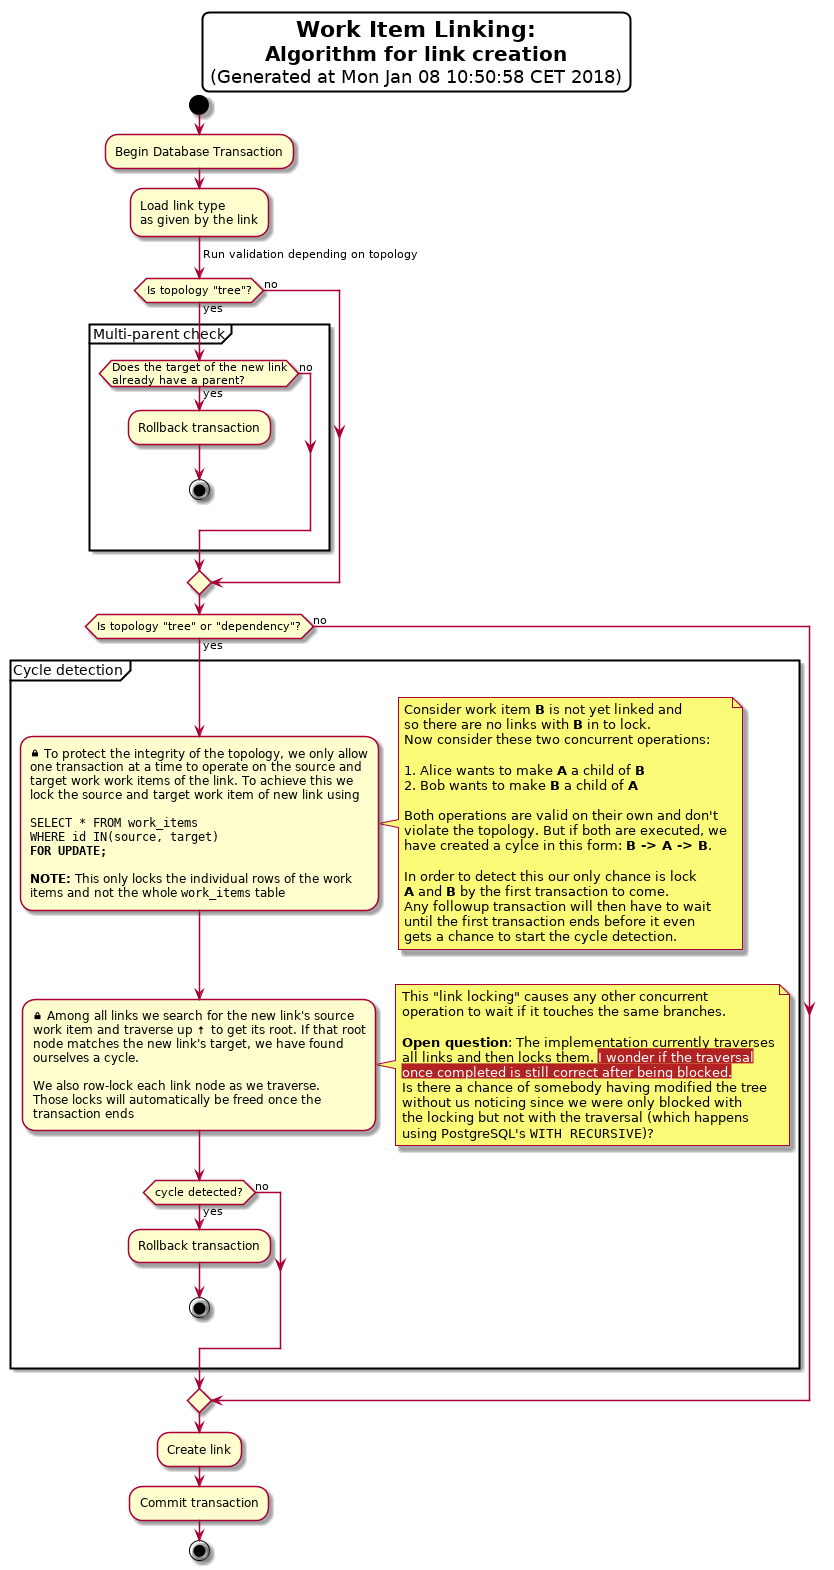 Work Item Linking:
Algorithm for link creation
(Generated at Mon Jan 08 10:50:58 CET 2018)
Begin Database Transaction
Load link type
as given by the link
Run validation depending on topology
Is topology "tree"?
no
yes
Multi-parent check
Does the target of the new link
already have a parent?
no
yes
Rollback transaction
Is topology "tree" or "dependency"?
no
yes
Cycle detection
🔒 To protect the integrity of the topology, we only allow
one transaction at a time to operate on the source and
target work work items of the link. To achieve this we
lock the source and target work item of new link using
SELECT * FROM work_items
WHERE id IN(source, target)
FOR UPDATE;
NOTE: This only locks the individual rows of the work
items and not the whole work_items table
Consider work item B is not yet linked and
so there are no links with B in to lock.
Now consider these two concurrent operations:
1. Alice wants to make A a child of B
2. Bob wants to make B a child of A
Both operations are valid on their own and don't
violate the topology. But if both are executed, we
have created a cylce in this form: B -> A -> B.
In order to detect this our only chance is lock
A and B by the first transaction to come.
Any followup transaction will then have to wait
until the first transaction ends before it even
gets a chance to start the cycle detection.
🔒 Among all links we search for the new link's source
work item and traverse up ↑ to get its root. If that root
node matches the new link's target, we have found
ourselves a cycle.
We also row-lock each link node as we traverse.
Those locks will automatically be freed once the
transaction ends
This "link locking" causes any other concurrent
operation to wait if it touches the same branches.
Open question: The implementation currently traverses
all links and then locks them. I wonder if the traversal
once completed is still correct after being blocked.
Is there a chance of somebody having modified the tree
without us noticing since we were only blocked with
the locking but not with the traversal (which happens
using PostgreSQL's WITH RECURSIVE)?
cycle detected?
no
yes
Rollback transaction
Create link
Commit transaction